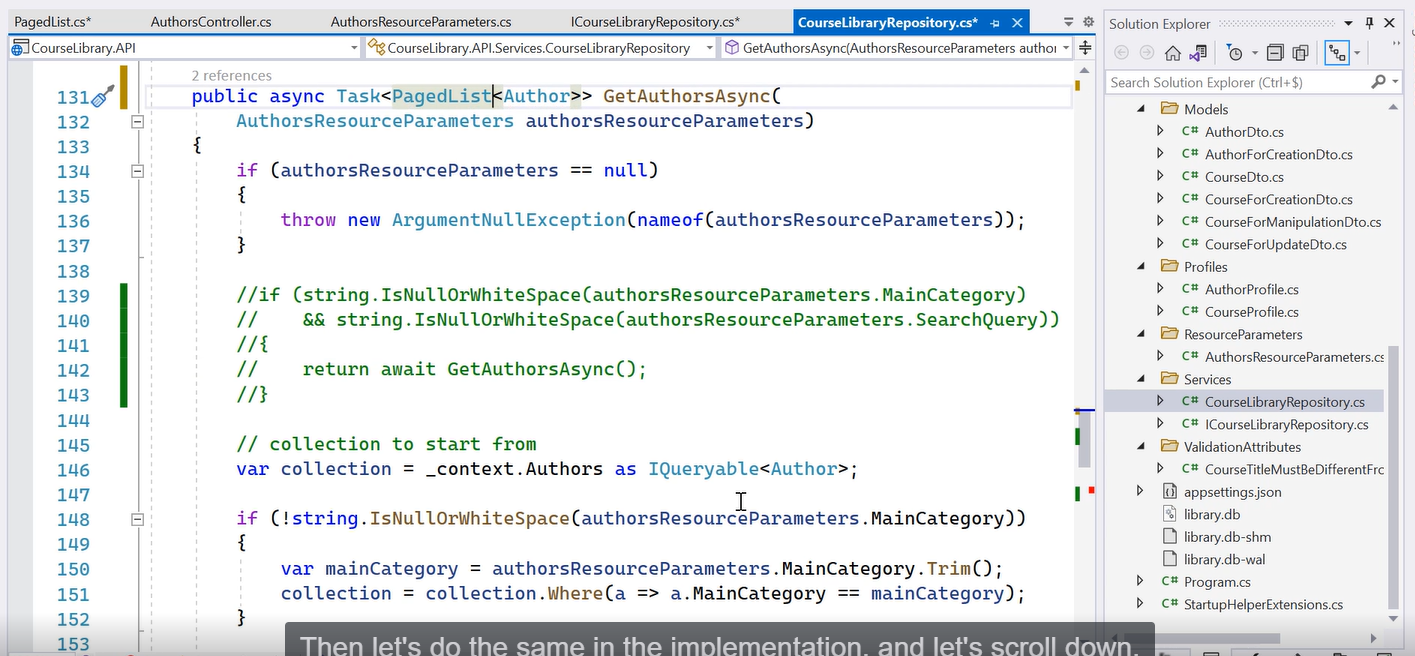 PagedList.cs* AuthorsController.cs AuthorsResourceParameters.cs ICourseLibraryRepository.cs* CourseLibraryRepository.cs*
CourseLibrary.API CourseLibrary.API.Services.CourseLibraryRepository GetAuthorsAsync(AuthorsResourceParameters author
2 references
131 public async Task<PagedList<Author>> GetAuthorsAsync(
132 AuthorsResourceParameters authorsResourceParameters)
133 {
134 if (authorsResourceParameters == null)
135 {
136 throw new ArgumentNullException(nameof(authorsResourceParameters));
137 }
138
139 //if (string.IsNullOrWhiteSpace(authorsResourceParameters.MainCategory)
140 // && string.IsNullOrWhiteSpace(authorsResourceParameters.SearchQuery))
141 //{
142 // return await GetAuthorsAsync();
143 //}
144
145 // collection to start from
146 var collection = _context.Authors as IQueryable<Author>;
147
148 if (!string.IsNullOrWhiteSpace(authorsResourceParameters.MainCategory))
149 {
150 var mainCategory = authorsResourceParameters.MainCategory.Trim();
151 collection = collection.Where(a => a.MainCategory == mainCategory);
152 }
153
Then let's do the same in the implementation, and let's scroll down.
Solution Explorer
Search Solution Explorer (Ctrl+$)
Models
C# AuthorDto.cs
C# AuthorForCreationDto.cs
C# CourseDto.cs
C# CourseForCreationDto.cs
C# CourseForManipulationDto.cs
C# CourseForUpdateDto.cs
Profiles
C# AuthorProfile.cs
C# CourseProfile.cs
ResourceParameters
C# AuthorsResourceParameters.cs
Services
C# CourseLibraryRepository.cs
C# ICourseLibraryRepository.cs
ValidationAttributes
C# CourseTitleMustBeDifferentFrc
appsettings.json
library.db
library.db-shm
library.db-wal
C# Program.cs
C# StartupHelperExtensions.cs